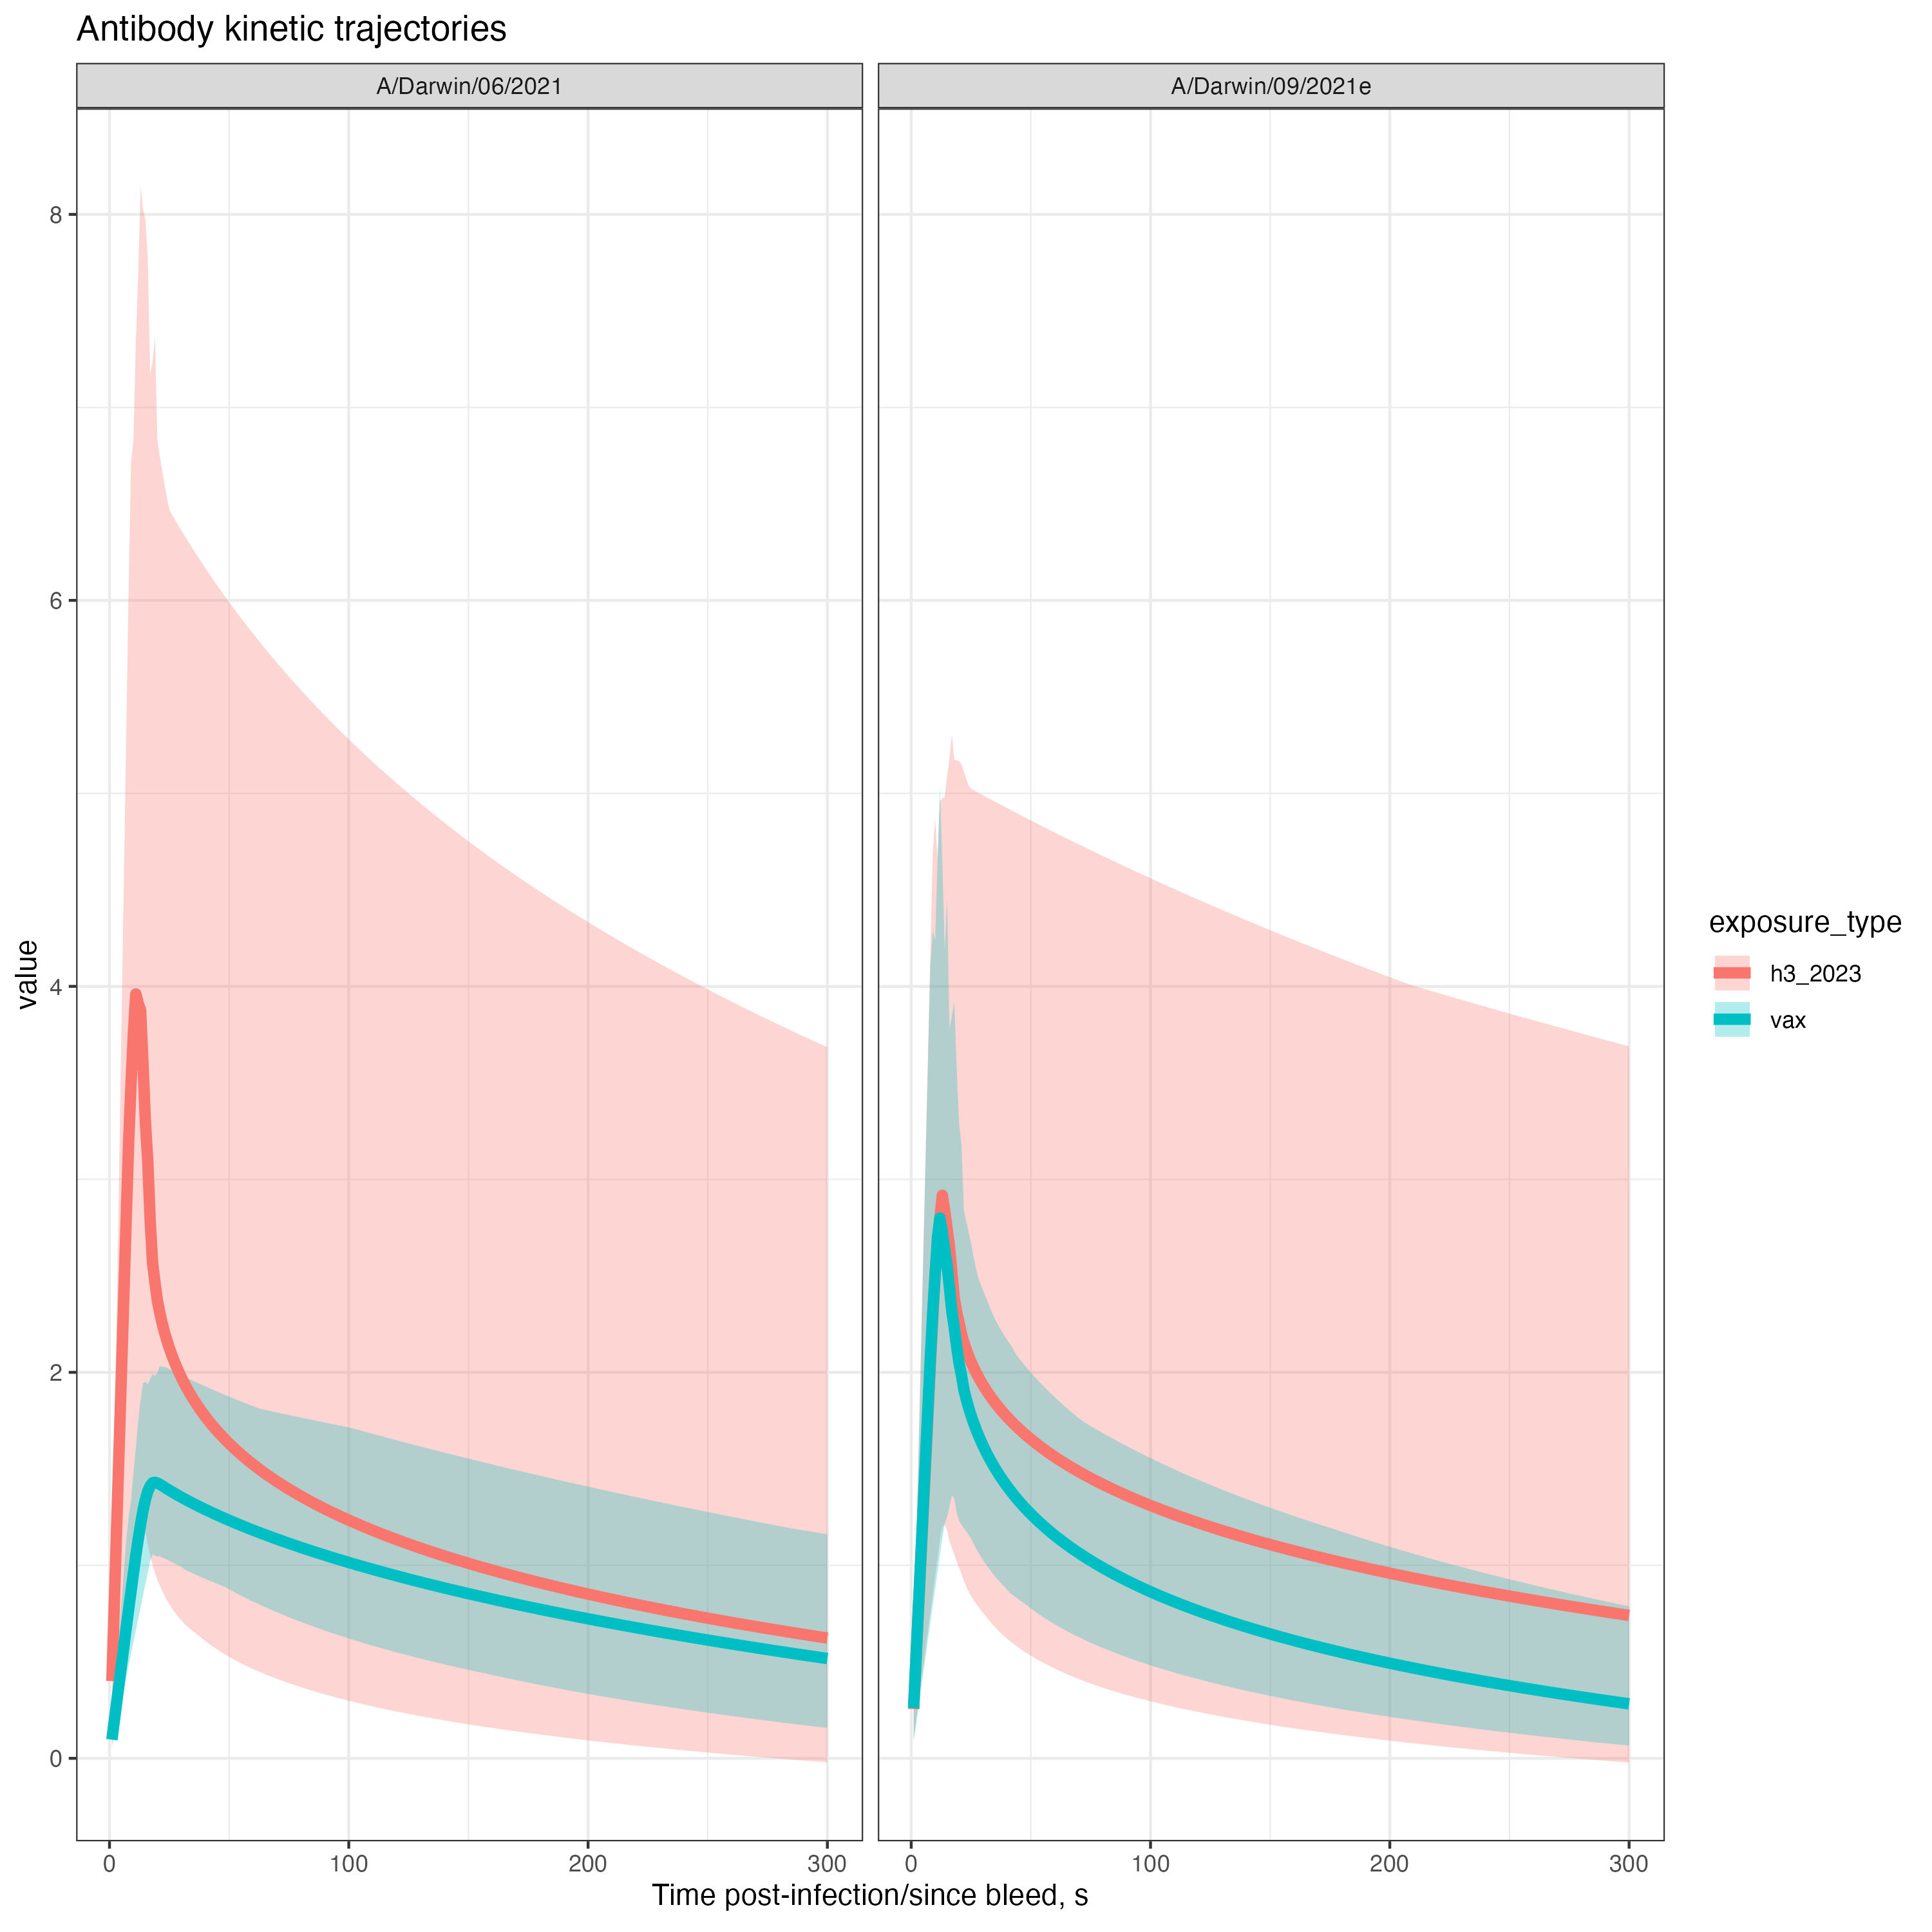 Antibody kinetic trajectories
A/Darwin/06/2021
A/Darwin/09/2021e
8
6
4
2
0
value
0 100 200 300
0 100 200 300
Time post-infection/since bleed, s
exposure_type
h3_2023
vax